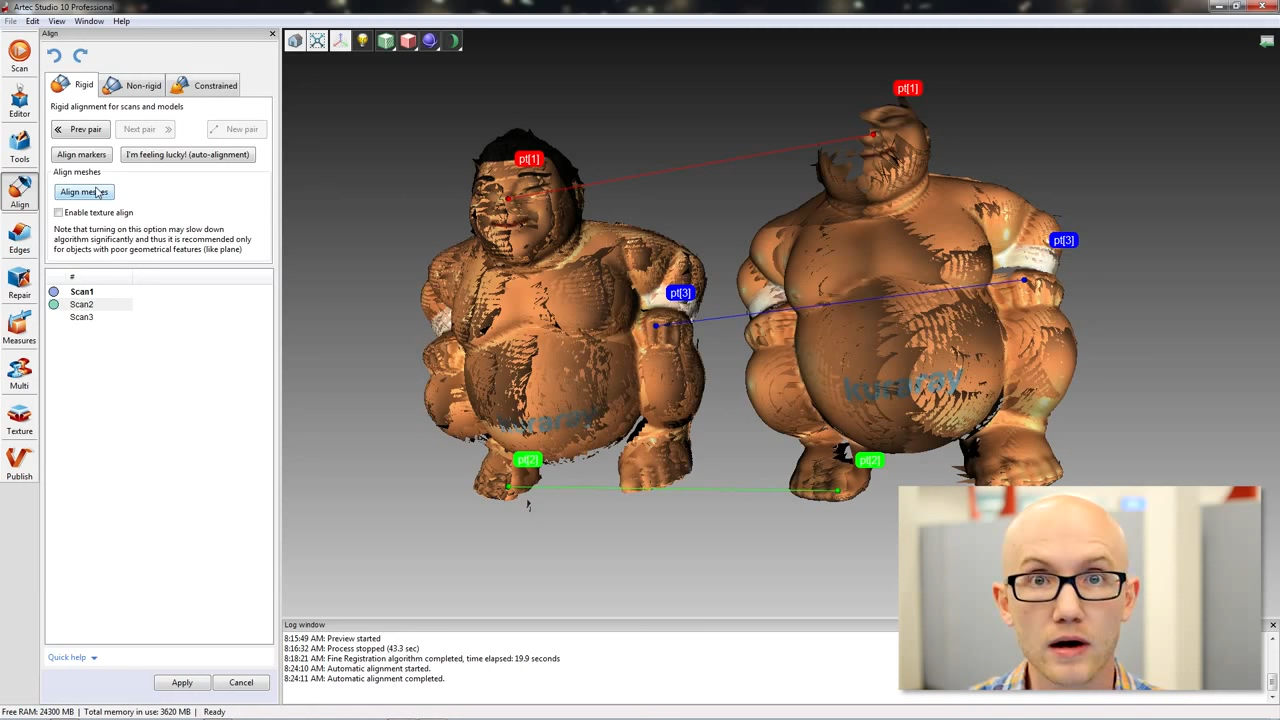 Artec Studio 10 Professional
File Edit View Window Help
Align
Scan
Editor
Tools
Align
Edges
Repair
Measures
Multi
Texture
Publish
Rigid Non-rigid Constrained
Rigid alignment for scans and models
Prev pair Next pair New pair
Align markers I'm feeling lucky! (auto-alignment)
Align meshes
Align meshes
Enable texture align
Note that turning on this option may slow down
algorithm significantly and thus it is recommended only
for objects with poor geometrical features (like plane)
#
Scan1
Scan2
Scan3
Quick help
Apply Cancel
pt[1]
pt[1]
pt[3]
pt[3]
kuraray
kuraray
pt[2]
pt[2]
Log window
8:15:49 AM: Preview started
8:16:32 AM: Process stopped (43.3 sec)
8:18:21 AM: Fine Registration algorithm completed, time elapsed: 19.9 seconds
8:24:10 AM: Automatic alignment started.
8:24:11 AM: Automatic alignment completed.
Free RAM: 24300 MB | Total memory in use: 3620 MB | Ready